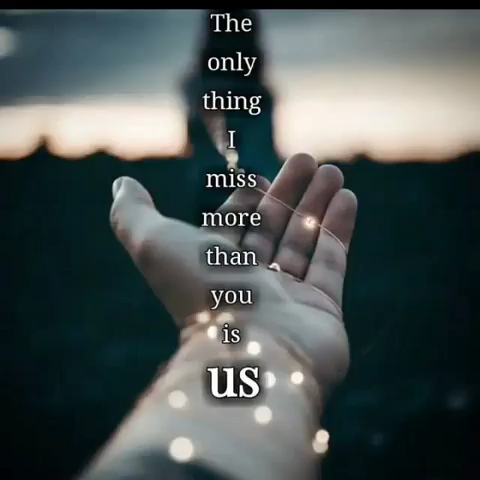 The
only
thing
I
miss
more
than
you
is
us